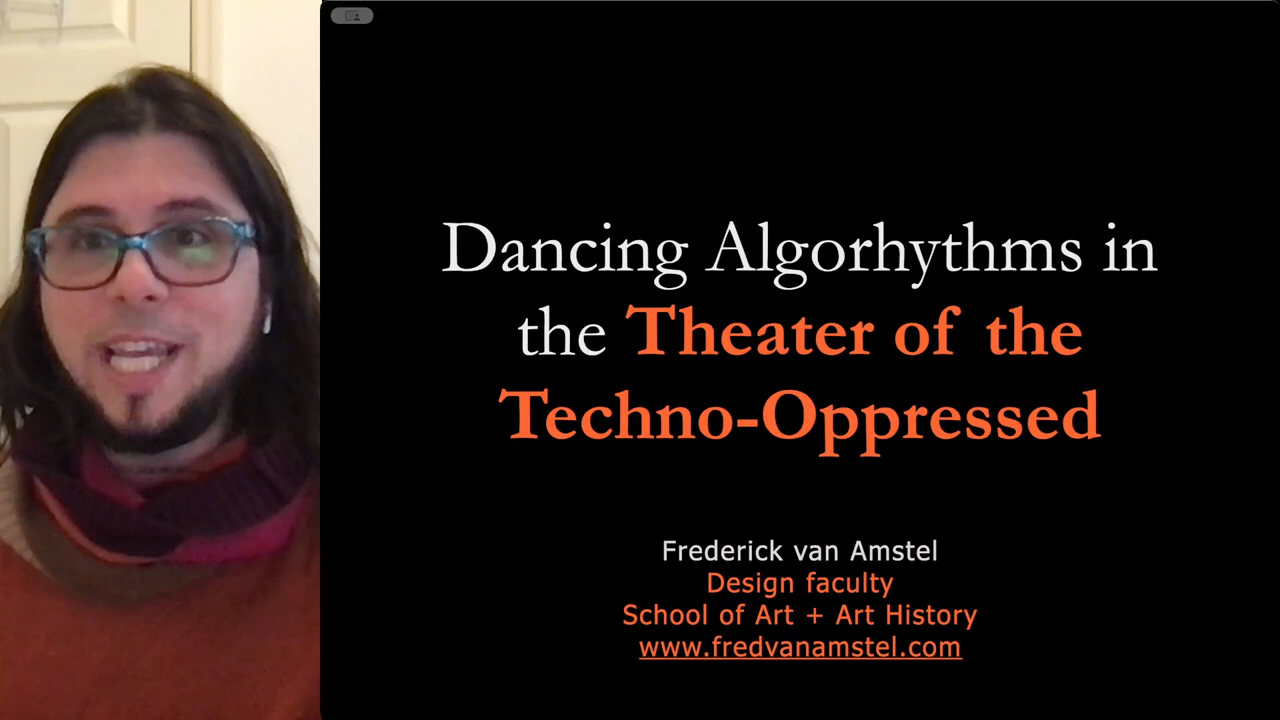 Dancing Algorhythms in
the Theater of the
Techno-Oppressed
Frederick van Amstel
Design faculty
School of Art + Art History
www.fredvanamstel.com